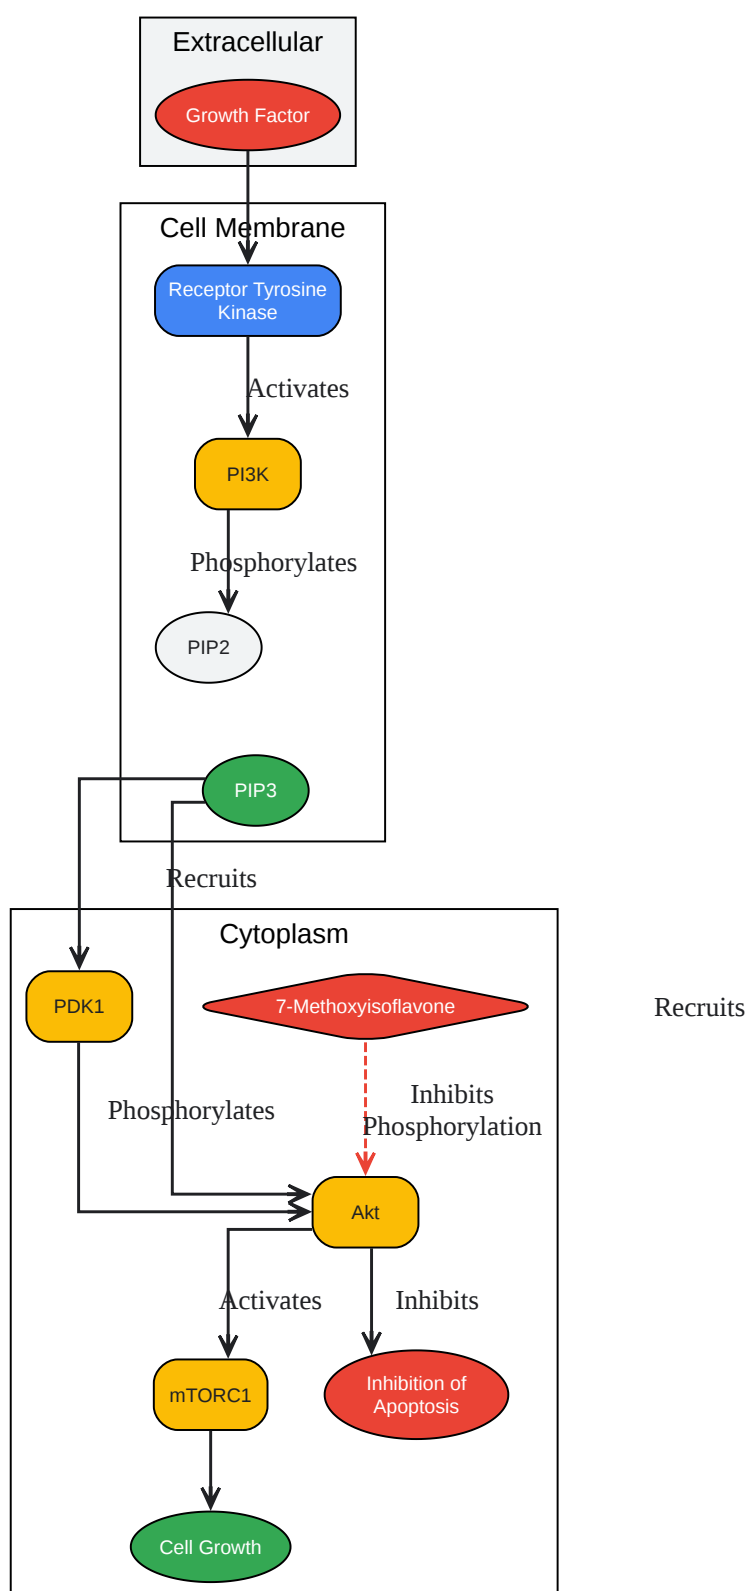 Extracellular
Growth Factor
Cell Membrane
Receptor Tyrosine
Kinase
Activates
PI3K
Phosphorylates
PIP2
PIP3
Recruits
Cytoplasm
PDK1
7-Methoxyisoflavone
Recruits
Phosphorylates
Inhibits
Phosphorylation
Akt
Activates
Inhibits
mTORC1
Inhibition of
Apoptosis
Cell Growth